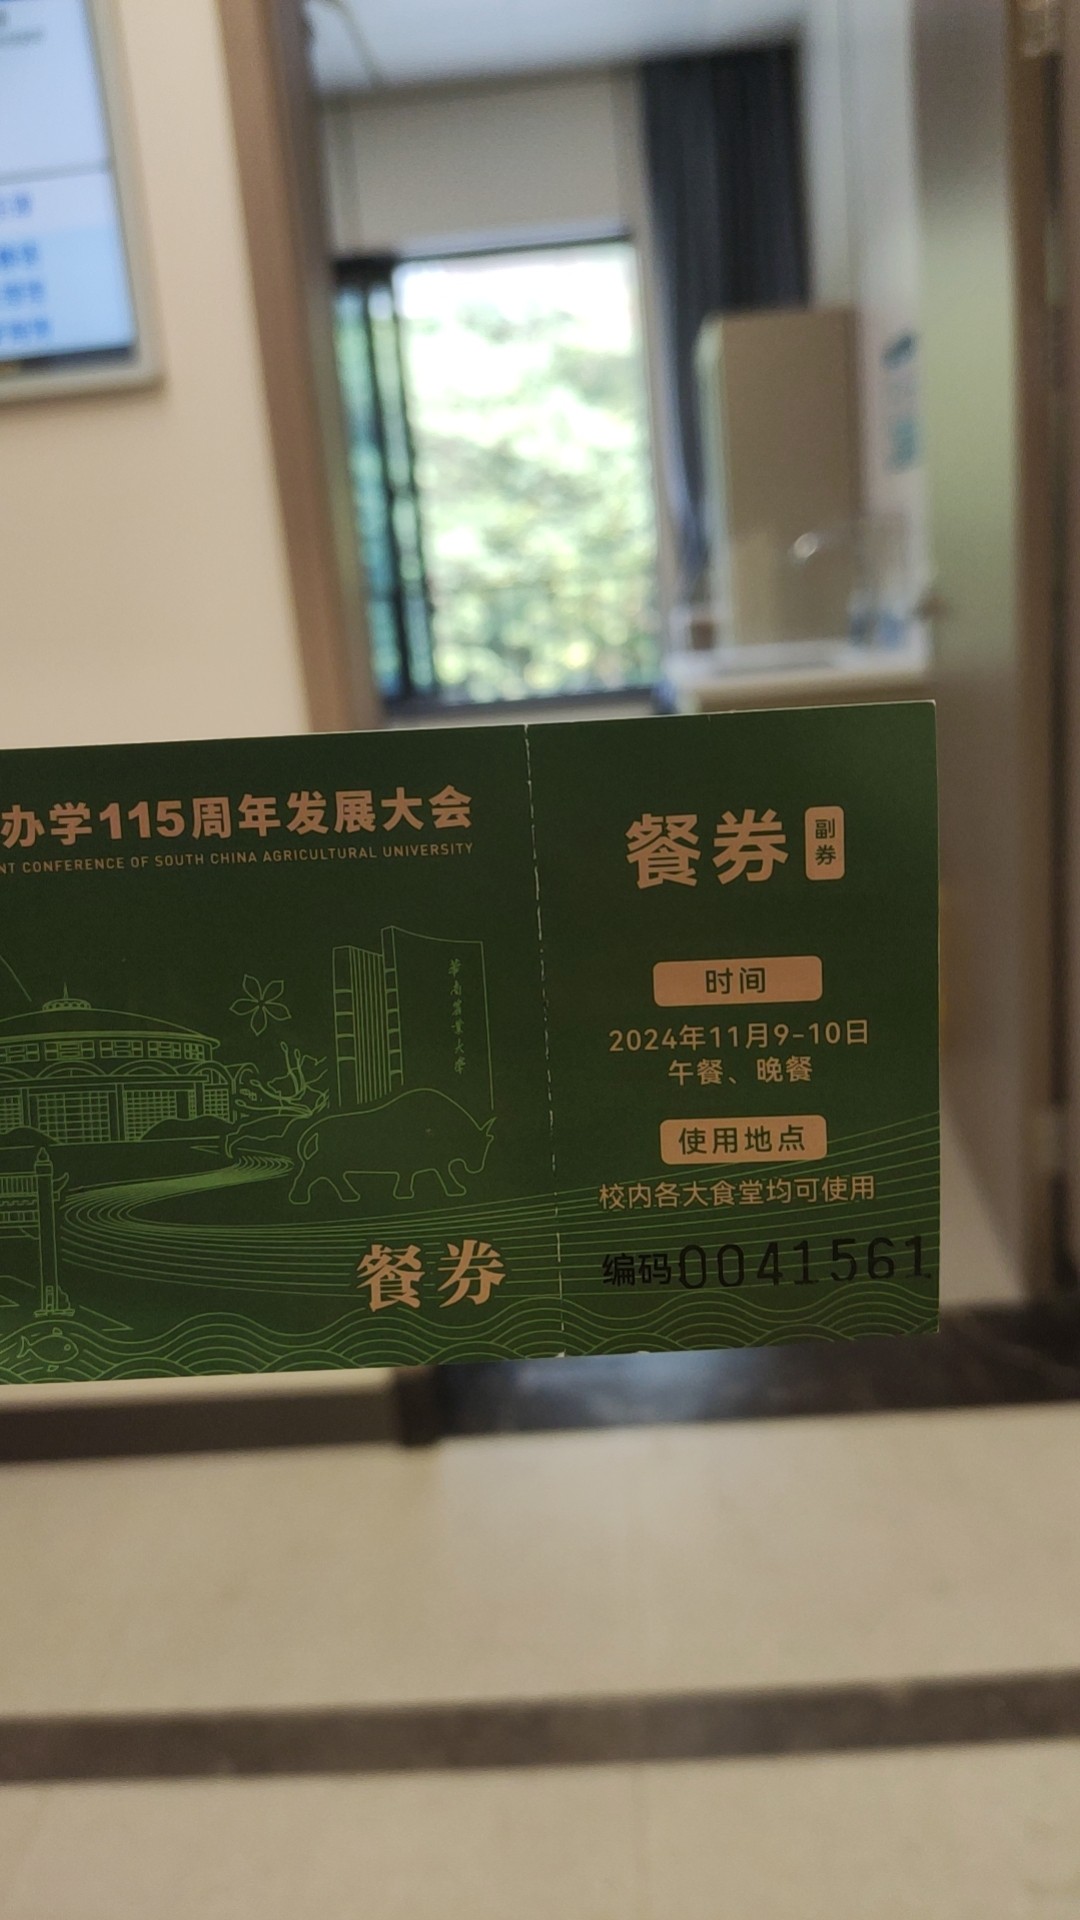 办学115周年发展大会
NT CONFERENCE OF SOUTH CHINA AGRICULTURAL UNIVERSITY
华南农业大学
餐券
餐券 副券
时间
2024年11月9-10日
午餐、晚餐
使用地点
校内各大食堂均可使用
编码0041561